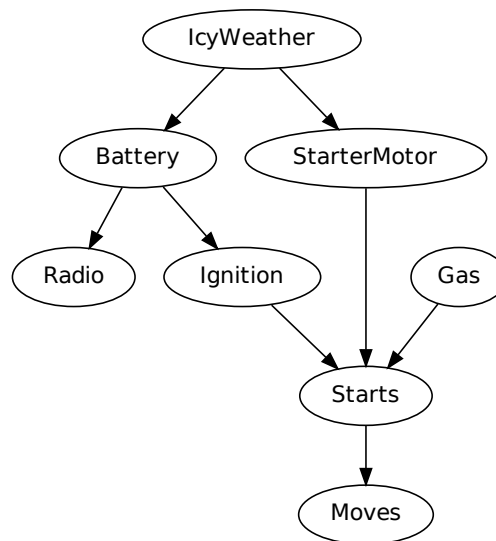 IcyWeather
Battery
StarterMotor
Radio
Ignition
Gas
Starts
Moves